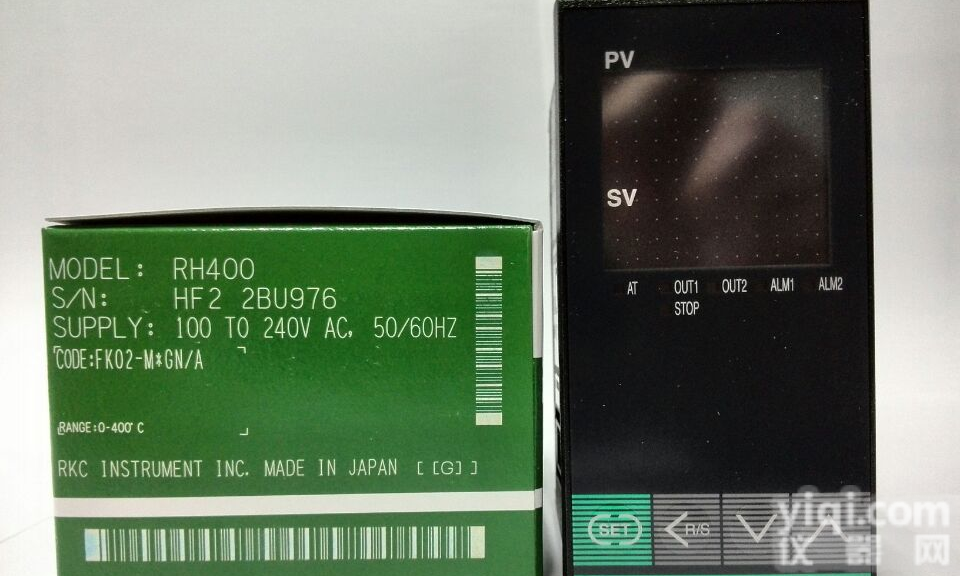 MODEL: RH400
S/N: HF2 2BU976
SUPPLY: 100 TO 240V AC, 50/60HZ
CODE:FK02-M*GN/A
RANGE:0-400°C
RKC INSTRUMENT INC. MADE IN JAPAN [ [G] ]
PV
SV
AT OUT1 OUT2 ALM1 ALM2
STOP
SET <R/S
yiqi.com
仪器网